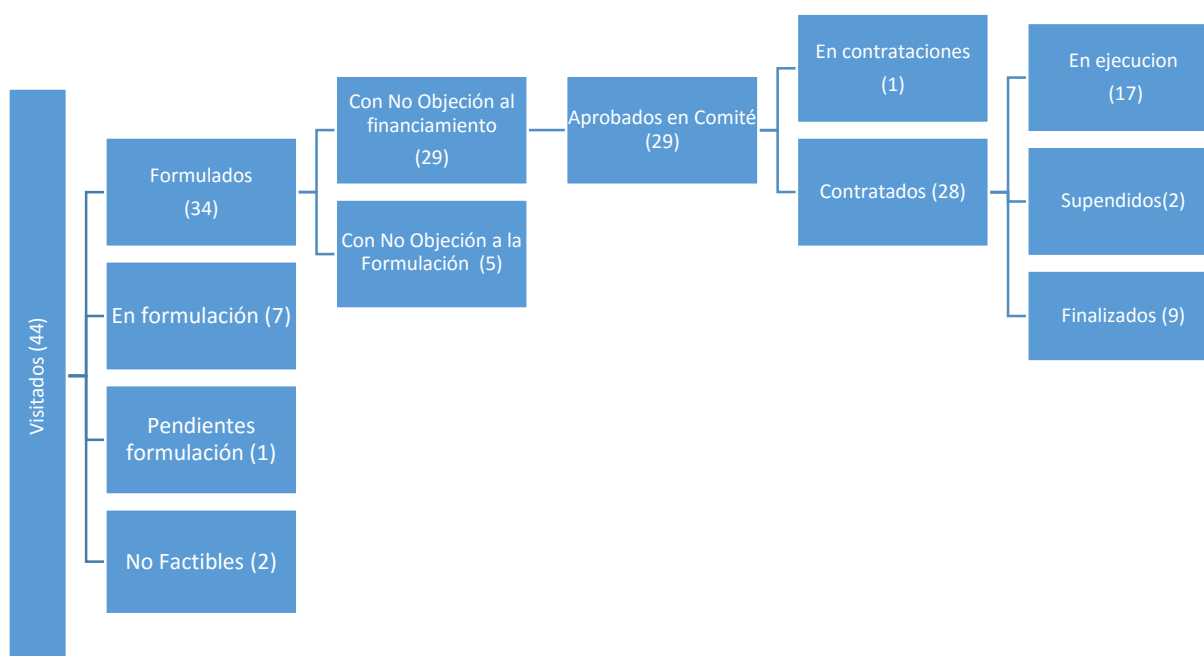 Visitados (44)
Formulados
(34)
En formulación (7)
Pendientes
formulación (1)
No Factibles (2)
Con No Objeción al
financiamiento
(29)
Con No Objeción a la
Formulación (5)
Aprobados en Comité
(29)
En contrataciones
(1)
Contratados (28)
En ejecucion
(17)
Supendidos(2)
Finalizados (9)